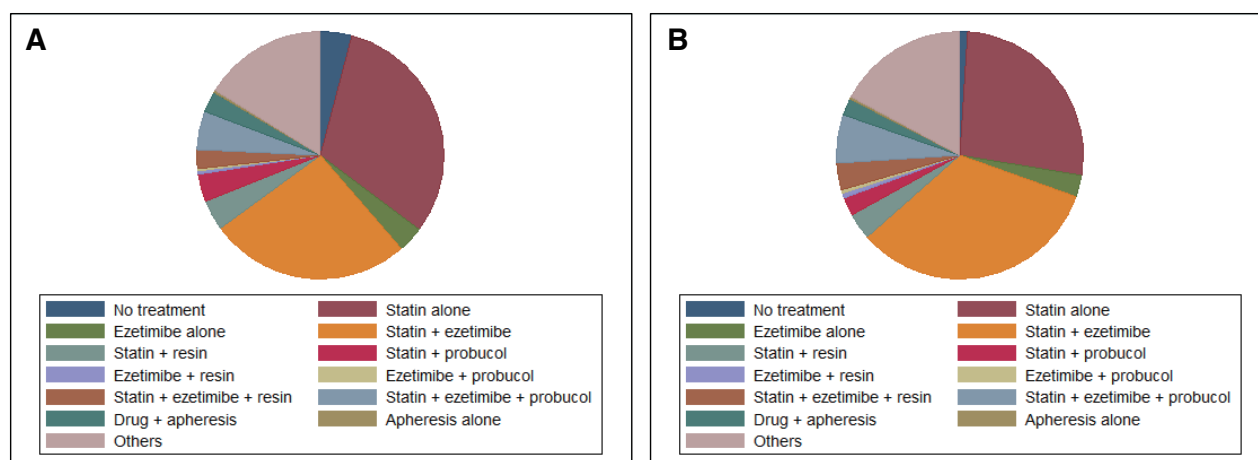 A
No treatment
Statin alone
Ezetimibe alone
Statin + ezetimibe
Statin + resin
Statin + probucol
Ezetimibe + resin
Ezetimibe + probucol
Statin + ezetimibe + resin
Statin + ezetimibe + probucol
Drug + apheresis
Apheresis alone
Others
B
No treatment
Statin alone
Ezetimibe alone
Statin + ezetimibe
Statin + resin
Statin + probucol
Ezetimibe + resin
Ezetimibe + probucol
Statin + ezetimibe + resin
Statin + ezetimibe + probucol
Drug + apheresis
Apheresis alone
Others